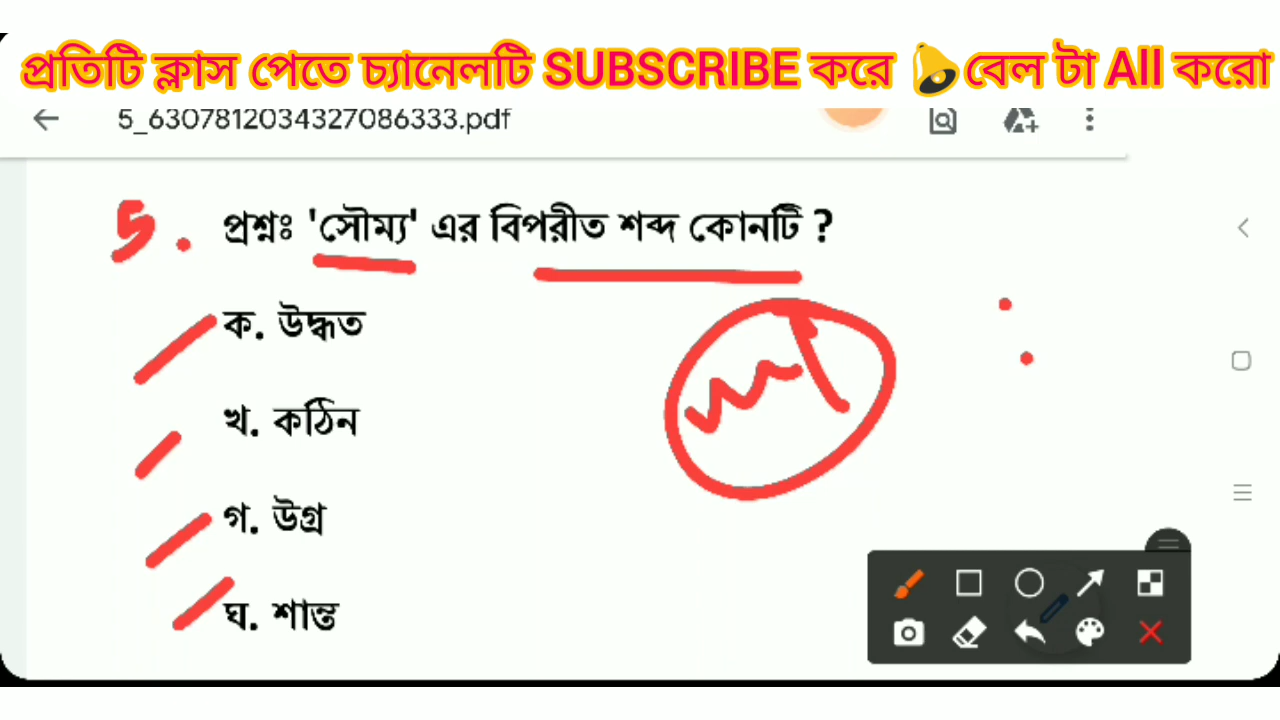 প্রতিটি ক্লাস পেতে চ্যানেলটি SUBSCRIBE করে 🔔বেল টা All করো
5_6307812034327086333.pdf
5. প্রশ্নঃ 'সৌম্য' এর বিপরীত শব্দ কোনটি ?
ক. উদ্ধত
খ. কঠিন
গ. উগ্র
ঘ. শান্ত